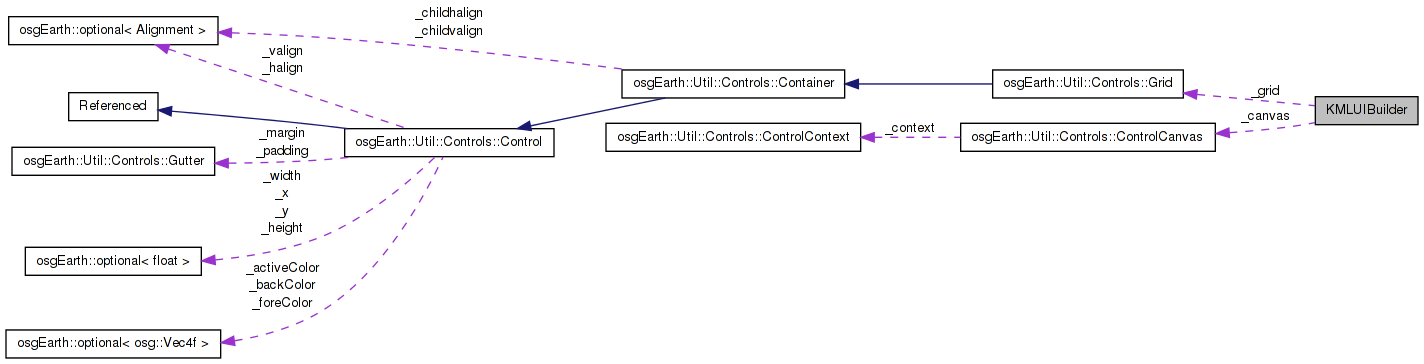 osgEarth::optional< Alignment >
_childhalign
_childvalign
_valign
_halign
osgEarth::Util::Controls::Container
osgEarth::Util::Controls::Grid
_grid
Referenced
KMLUIBuilder
_canvas
_margin
_padding
osgEarth::Util::Controls::Control
osgEarth::Util::Controls::ControlContext
_context
osgEarth::Util::Controls::ControlCanvas
osgEarth::Util::Controls::Gutter
_width
_x
_y
_height
osgEarth::optional< float >
_activeColor
_backColor
_foreColor
osgEarth::optional< osg::Vec4f >